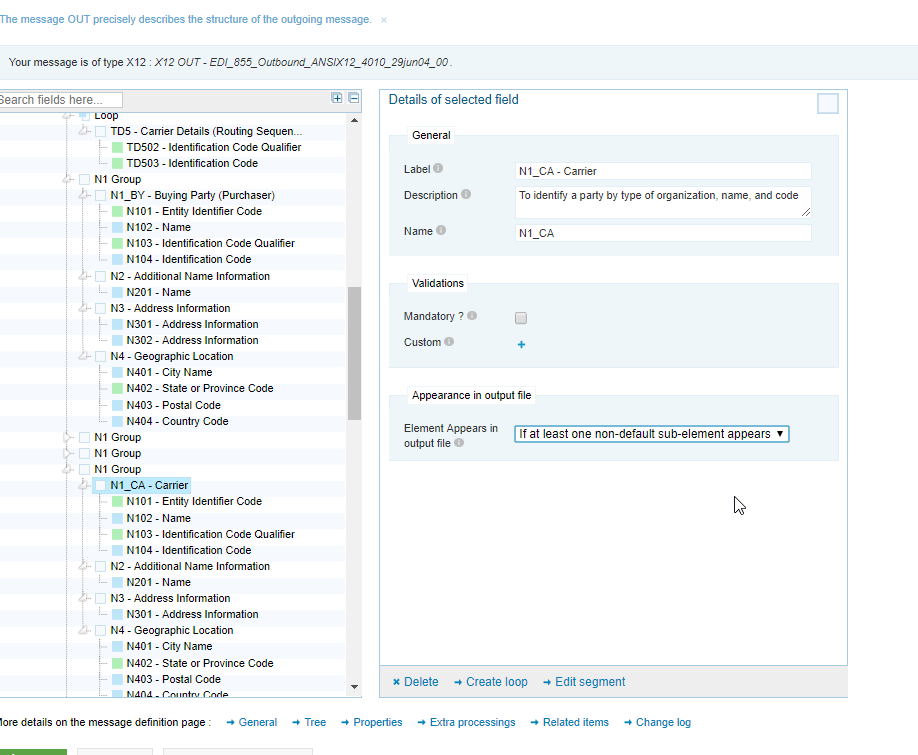 The message OUT precisely describes the structure of the outgoing message. ×
Your message is of type X12 : X12 OUT - EDI_855_Outbound_ANSIX12_4010_29jun04_00 .
Search fields here...
Loop
TD5 - Carrier Details (Routing Sequen...
TD502 - Identification Code Qualifier
TD503 - Identification Code
N1 Group
N1_BY - Buying Party (Purchaser)
N101 - Entity Identifier Code
N102 - Name
N103 - Identification Code Qualifier
N104 - Identification Code
N2 - Additional Name Information
N201 - Name
N3 - Address Information
N301 - Address Information
N302 - Address Information
N4 - Geographic Location
N401 - City Name
N402 - State or Province Code
N403 - Postal Code
N404 - Country Code
N1 Group
N1 Group
N1 Group
N1_CA - Carrier
N101 - Entity Identifier Code
N102 - Name
N103 - Identification Code Qualifier
N104 - Identification Code
N2 - Additional Name Information
N201 - Name
N3 - Address Information
N301 - Address Information
N4 - Geographic Location
N401 - City Name
N402 - State or Province Code
N403 - Postal Code
N404 - Country Code
Details of selected field
General
Label
N1_CA - Carrier
Description
To identify a party by type of organization, name, and code
Name
N1_CA
Validations
Mandatory ?
Custom
+
Appearance in output file
Element Appears in
output file
If at least one non-default sub-element appears ▼
× Delete → Create loop → Edit segment
More details on the message definition page : → General → Tree → Properties → Extra processings → Related items → Change log